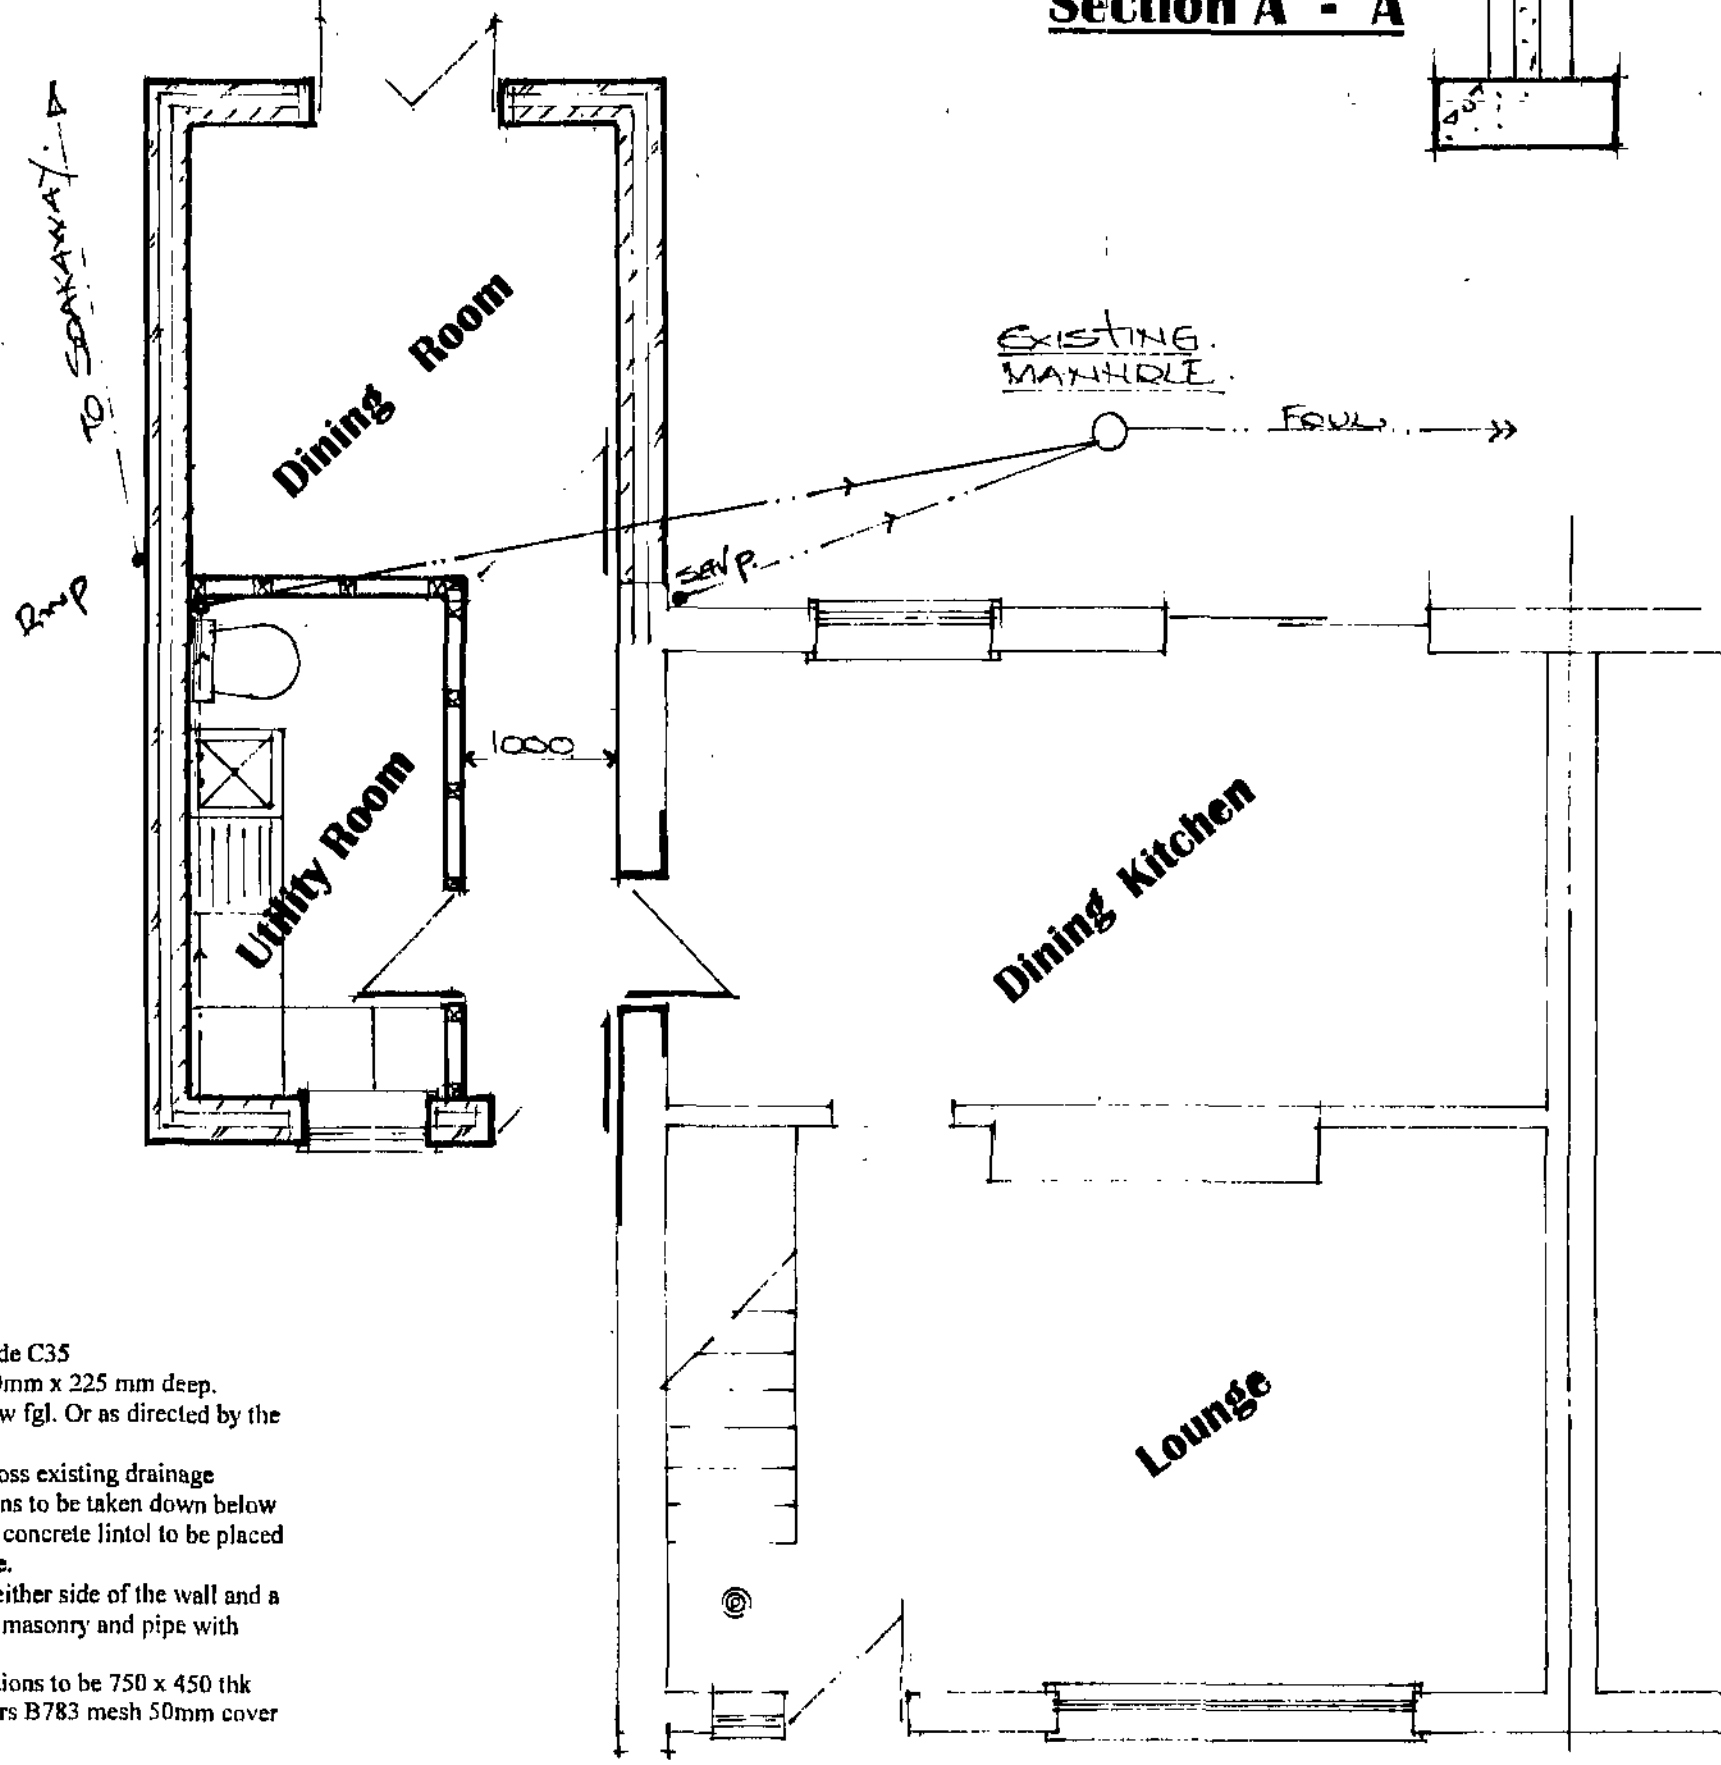 Section A - A
TO SOAKAWAY.
Dining Room
EXISTING.
MANHOLE.
FOUL
RWP
SEVP.
1000
Utility Room
Dining Kitchen
Lounge
de C35
mm x 225 mm deep.
w fgl. Or as directed by the
oss existing drainage
ns to be taken down below
concrete lintol to be placed
e.
either side of the wall and a
masonry and pipe with
ions to be 750 x 450 thk
rs B783 mesh 50mm cover